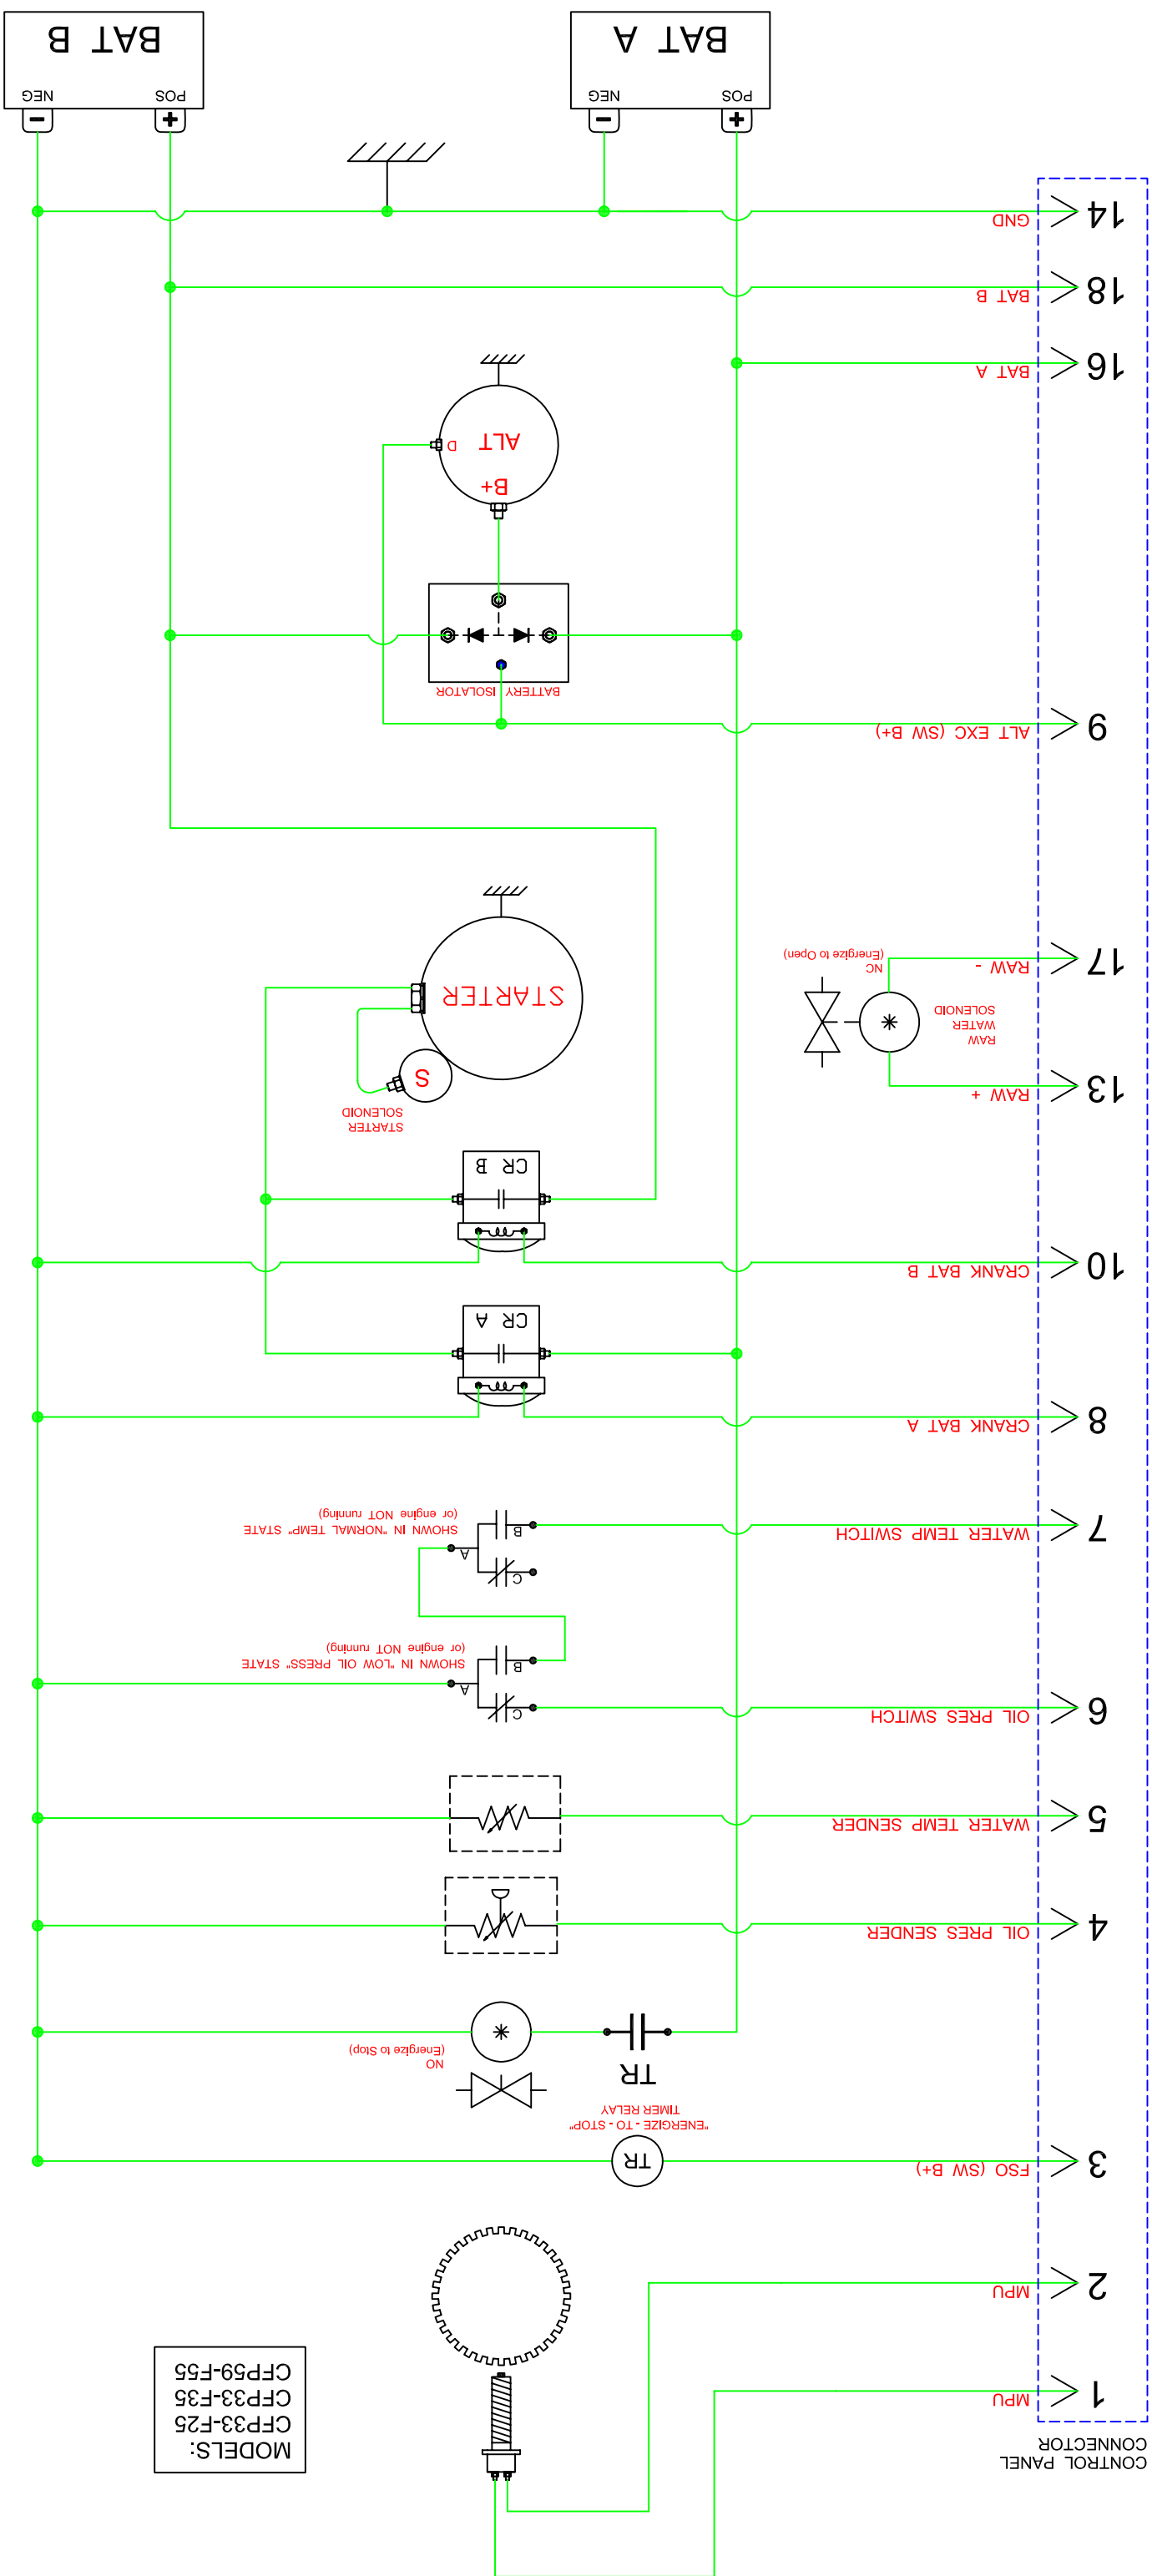 CONTROL PANEL
CONNECTOR
MODELS:
CFP33-F25
CFP33-F35
CFP59-F55
1
MPU
2
MPU
3
FSO (SW B+)
TR
"ENERGIZE - TO - STOP"
TIMER RELAY
TR
NO
(Energize to Stop)
4
OIL PRES SENDER
5
WATER TEMP SENDER
6
OIL PRES SWITCH
C
A
B
SHOWN IN "LOW OIL PRESS" STATE
(or engine NOT running)
7
WATER TEMP SWITCH
C
A
B
SHOWN IN "NORMAL TEMP" STATE
(or engine NOT running)
8
CRANK BAT A
CR A
10
CRANK BAT B
CR B
13
RAW +
RAW
WATER
SOLENOID
NC
(Energize to Open)
17
RAW -
STARTER
SOLENOID
S
STARTER
9
ALT EXC (SW B+)
BATTERY ISOLATOR
B+
ALT
D
16
BAT A
18
BAT B
14
GND
POS
NEG
BAT A
POS
NEG
BAT B